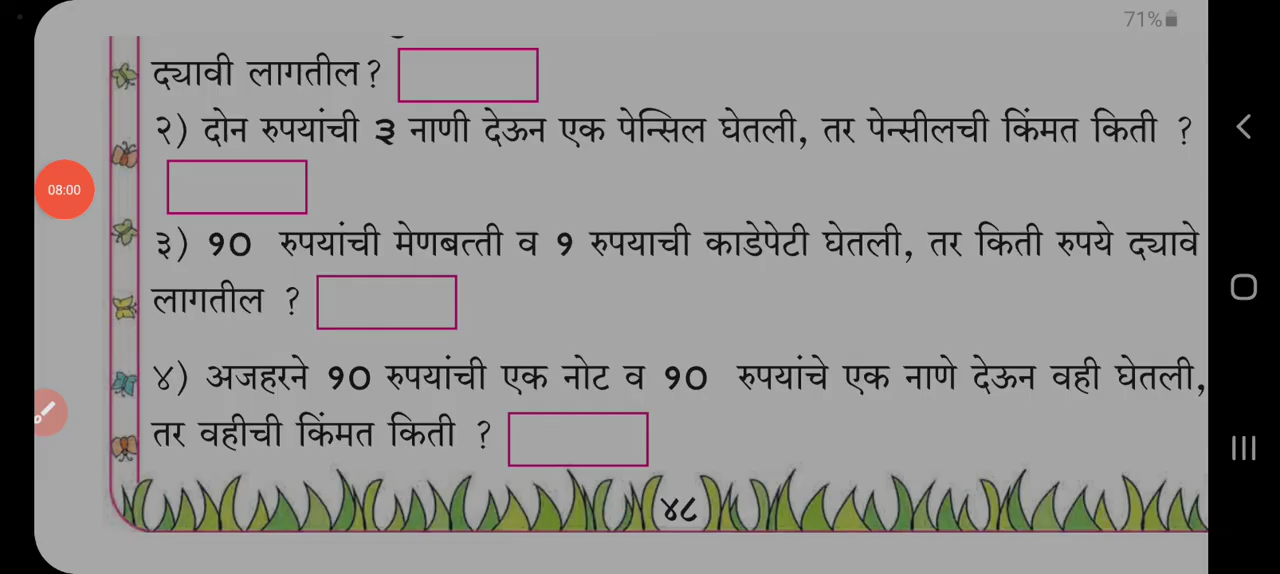 71%
द्यावी लागतील?
२) दोन रुपयांची ३ नाणी देऊन एक पेन्सिल घेतली, तर पेन्सीलची किंमत किती ?
08:00
३) १० रुपयांची मेणबत्ती व १ रुपयाची काडेपेटी घेतली, तर किती रुपये द्यावे
लागतील ?
४) अजहरने १० रुपयांची एक नोट व १० रुपयांचे एक नाणे देऊन वही घेतली,
तर वहीची किंमत किती ?
४८